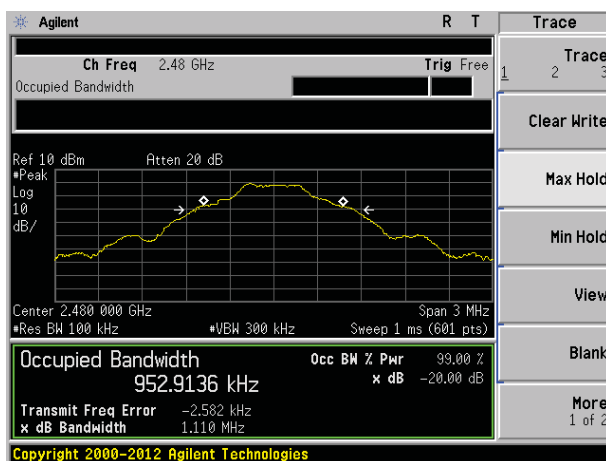 Agilent R T Trace
Ch Freq 2.48 GHz Trig Free
Occupied Bandwidth
Trace
1 2 3
Clear Write
Max Hold
Min Hold
View
Blank
More
1 of 2
Ref 10 dBm Atten 20 dB
#Peak
Log
10
dB/
Center 2.480 000 GHz Span 3 MHz
#Res BW 100 kHz #VBW 300 kHz Sweep 1 ms (601 pts)
Occupied Bandwidth Occ BW % Pwr 99.00 %
952.9136 kHz x dB -20.00 dB
Transmit Freq Error -2.582 kHz
x dB Bandwidth 1.110 MHz
Copyright 2000-2012 Agilent Technologies